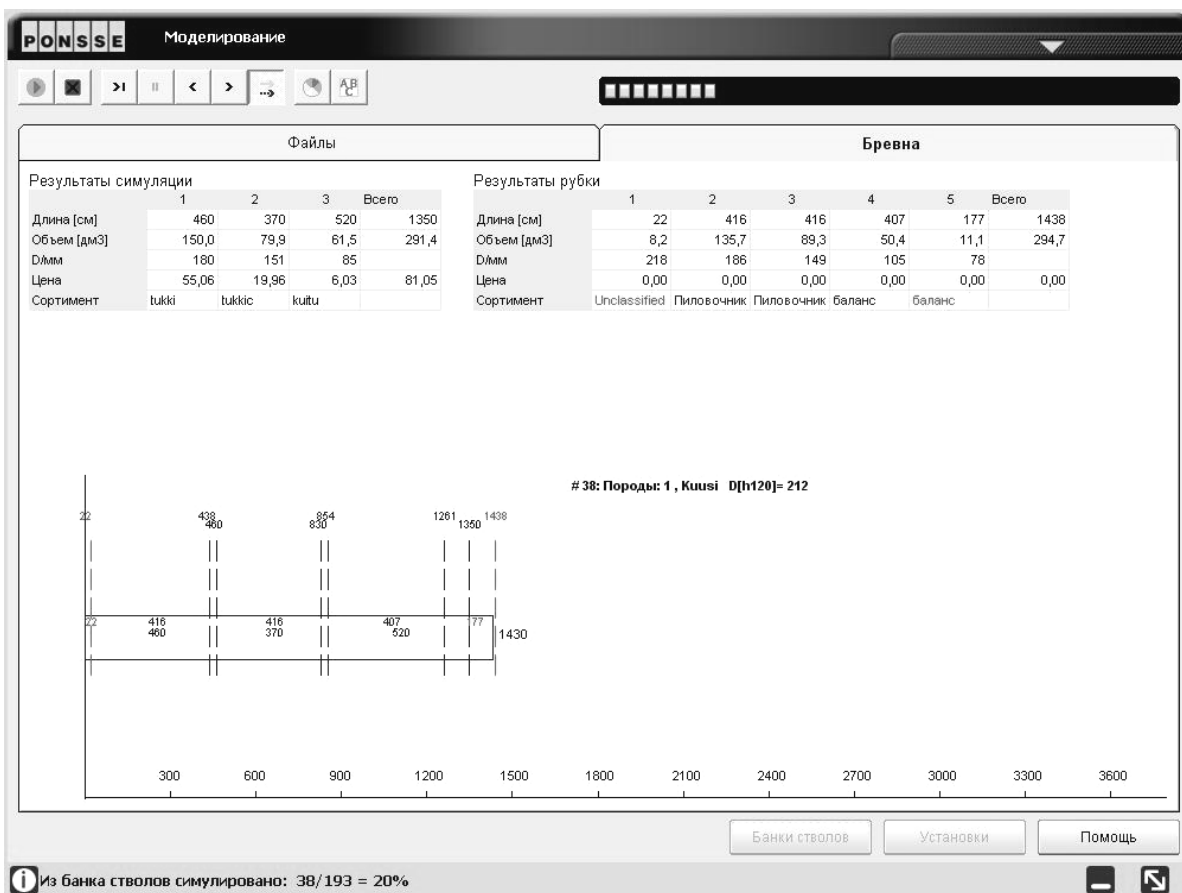 PONSSE Моделирование
A B C
Файлы Бревна
Результаты симуляции
1 2 3 Всего
Длина [см] 460 370 520 1350
Объем [дм3] 150,0 79,9 61,5 291,4
D/мм 180 151 85
Цена 55,06 19,96 6,03 81,05
Сортимент tukki tukkic kuitu
Результаты рубки
1 2 3 4 5 Всего
Длина [см] 22 416 416 407 177 1438
Объем [дм3] 8,2 135,7 89,3 50,4 11,1 294,7
D/мм 218 186 149 105 78
Цена 0,00 0,00 0,00 0,00 0,00 0,00
Сортимент Unclassified Пиловочник Пиловочник баланс баланс
# 38: Породы: 1 , Kuusi D[h120]= 212
22 438 854 1261 1438
460 830 1350
22 416 416 407 177
460 370 520 1430
300 600 900 1200 1500 1800 2100 2400 2700 3000 3300 3600
Банки стволов Установки Помощь
Из банка стволов симулировано: 38/193 = 20%